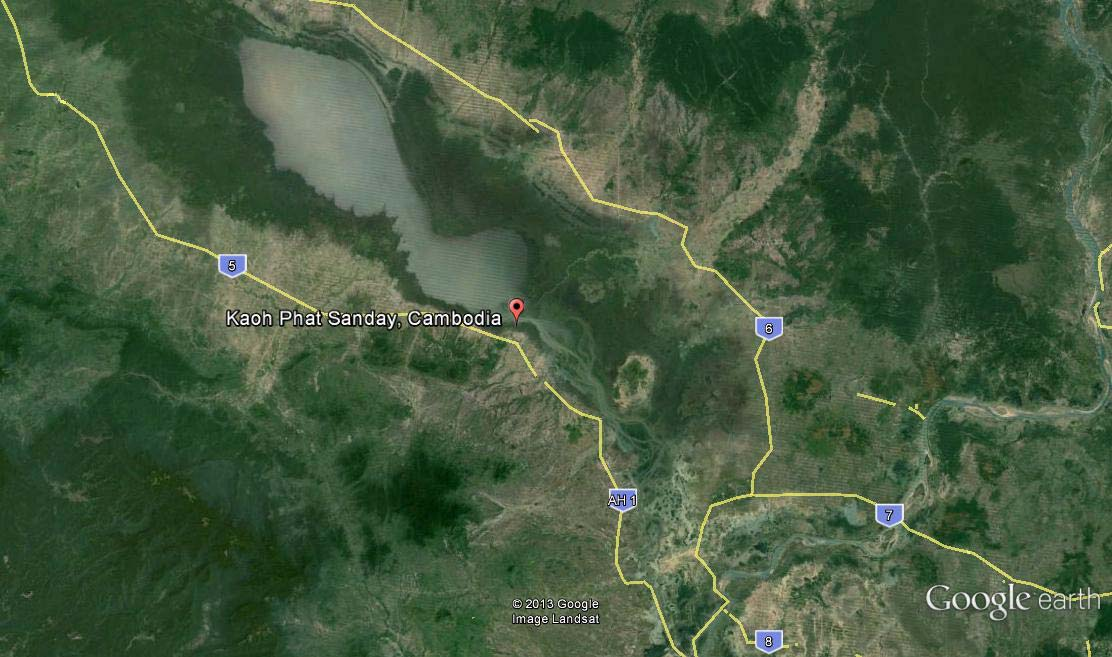 5
Kaoh Phat Sanday, Cambodia
6
AH 1
7
© 2013 Google
Image Landsat
Google earth
8